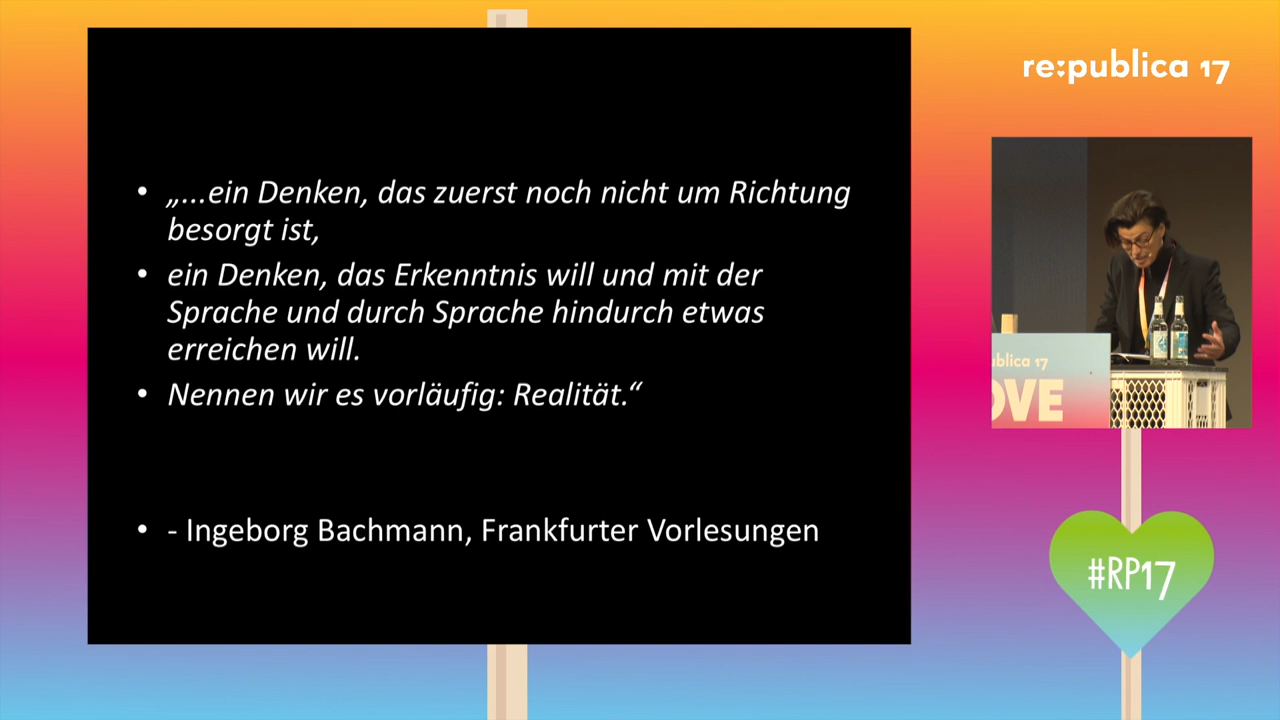 re:publica 17
• „...ein Denken, das zuerst noch nicht um Richtung
besorgt ist,
• ein Denken, das Erkenntnis will und mit der
Sprache und durch Sprache hindurch etwas
erreichen will.
• Nennen wir es vorläufig: Realität.“
• - Ingeborg Bachmann, Frankfurter Vorlesungen
ublica 17
OVE
#RP17